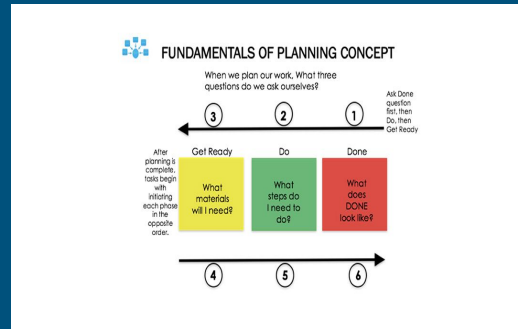 FUNDAMENTALS OF PLANNING CONCEPT
When we plan our work, What three
questions do we ask ourselves?
Ask Done
question
first, then
Do, then
Get Ready
3
2
1
After
planning is
complete,
tasks begin
with
initiating
each phase
in the
opposite
order.
Get Ready
What
materials
will I need?
Do
What
steps do
I need to
do?
Done
What
does
DONE
look like?
4
5
6